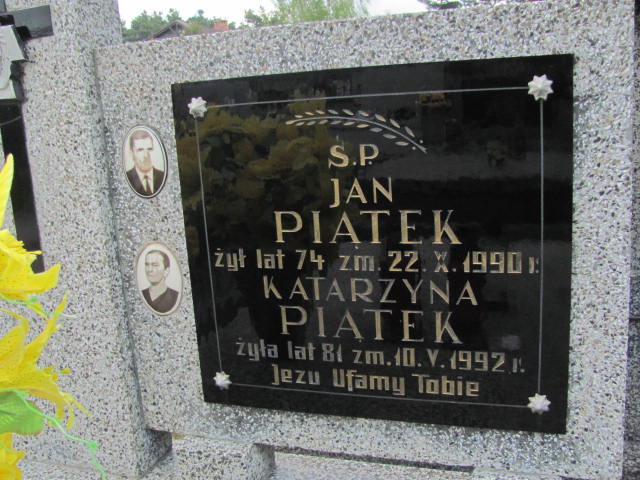 Ś.P.
JAN
PIĄTEK
żył lat 74 zm. 22.X.1990 r.
KATARZYNA
PIĄTEK
żyła lat 81 zm. 10.V.1992 r.
Jezu Ufamy Tobie